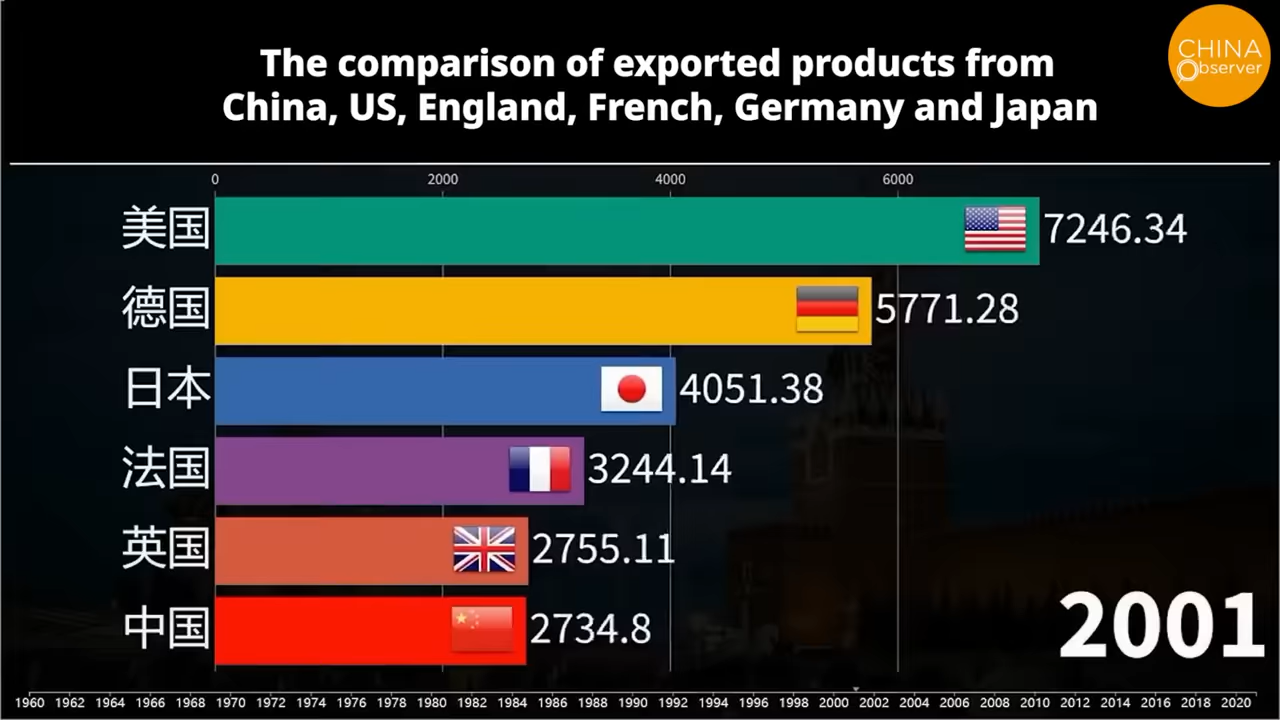 The comparison of exported products from
China, US, England, French, Germany and Japan
CHINA
Observer
0 2000 4000 6000
美国 7246.34
德国 5771.28
日本 4051.38
法国 3244.14
英国 2755.11
中国 2734.8
2001
1960 1962 1964 1966 1968 1970 1972 1974 1976 1978 1980 1982 1984 1986 1988 1990 1992 1994 1996 1998 2000 2002 2004 2006 2008 2010 2012 2014 2016 2018 2020